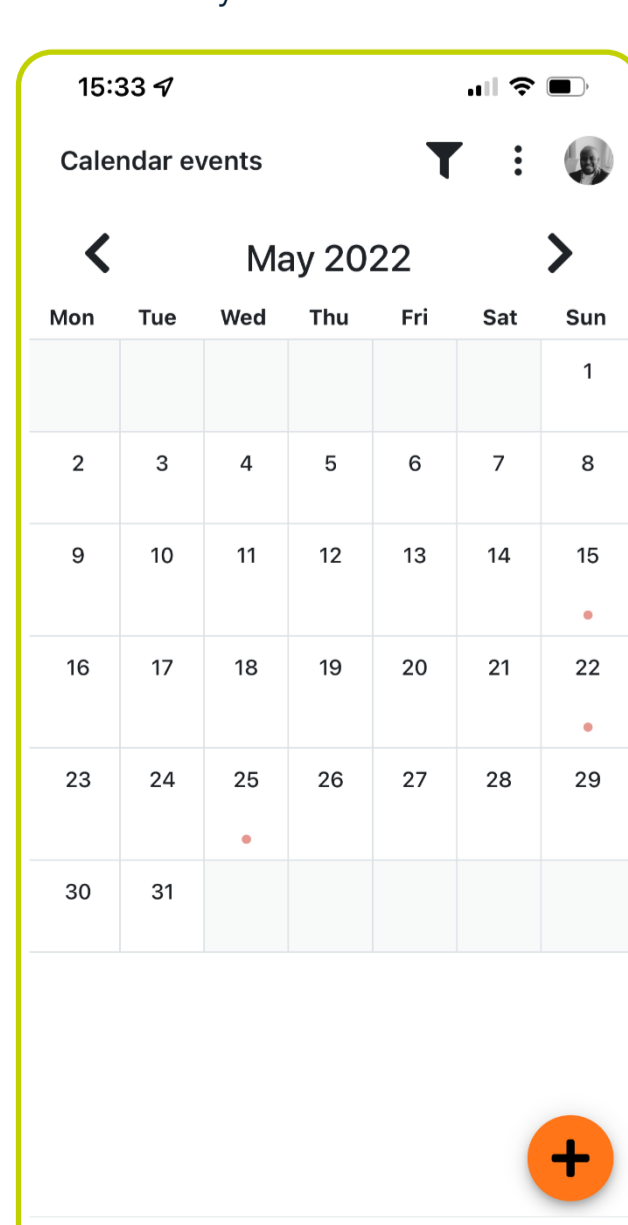 15:33
Calendar events
May 2022
Mon Tue Wed Thu Fri Sat Sun
1
2 3 4 5 6 7 8
9 10 11 12 13 14 15
16 17 18 19 20 21 22
23 24 25 26 27 28 29
30 31